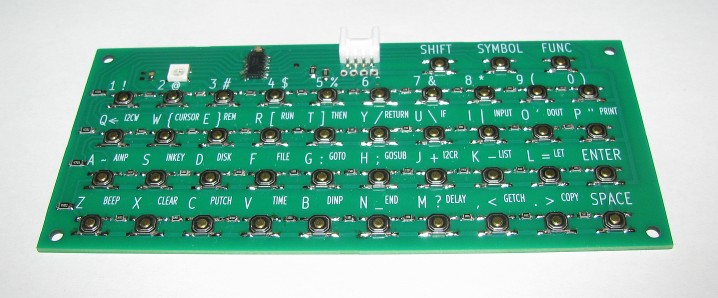 SHIFT SYMBOL FUNC
1 ! 2 @ 3 # 4 $ 5 % 6 7 & 8 * 9 ( 0 )
Q ← I2CW W { CURSOR E } REM R [ RUN T ] THEN Y / RETURN U \ IF I | INPUT O ' DOUT P " PRINT
A ~ AINP S INKEY D DISK F FILE G : GOTO H ; GOSUB J + I2CR K - LIST L = LET ENTER
Z BEEP X CLEAR C PUTCH V TIME B DINP N _ END M ? DELAY , < GETCH . > COPY SPACE